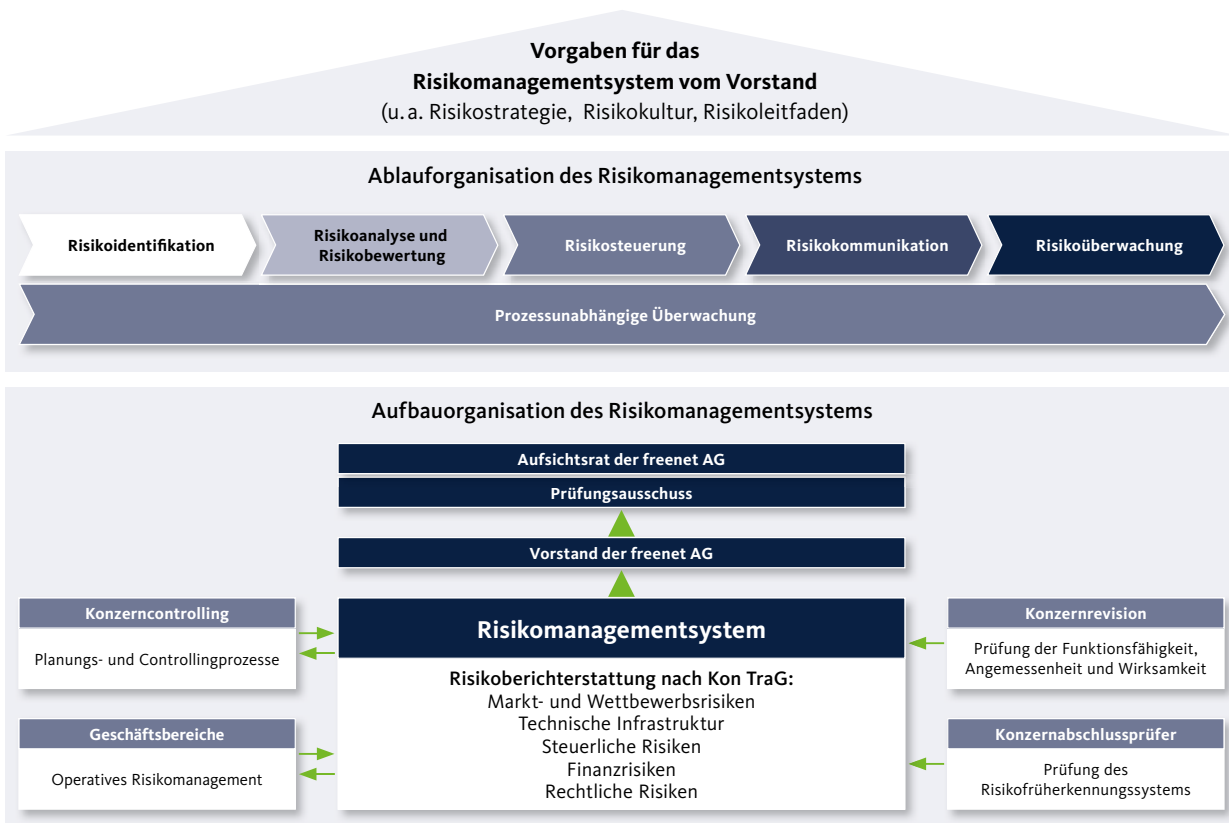 Vorgaben für das
Risikomanagementsystem vom Vorstand
(u. a. Risikostrategie, Risikokultur, Risikoleitfaden)
Ablauforganisation des Risikomanagementsystems
Risikoidentifikation
Risikoanalyse und
Risikobewertung
Risikosteuerung
Risikokommunikation
Risikoüberwachung
Prozessunabhängige Überwachung
Aufbauorganisation des Risikomanagementsystems
Aufsichtsrat der freenet AG
Prüfungsausschuss
Vorstand der freenet AG
Konzerncontrolling
Planungs- und Controllingprozesse
Geschäftsbereiche
Operatives Risikomanagement
Risikomanagementsystem
Risikoberichterstattung nach Kon TraG:
Markt- und Wettbewerbsrisiken
Technische Infrastruktur
Steuerliche Risiken
Finanzrisiken
Rechtliche Risiken
Konzernrevision
Prüfung der Funktionsfähigkeit,
Angemessenheit und Wirksamkeit
Konzernabschlussprüfer
Prüfung des
Risikofrüherkennungssystems